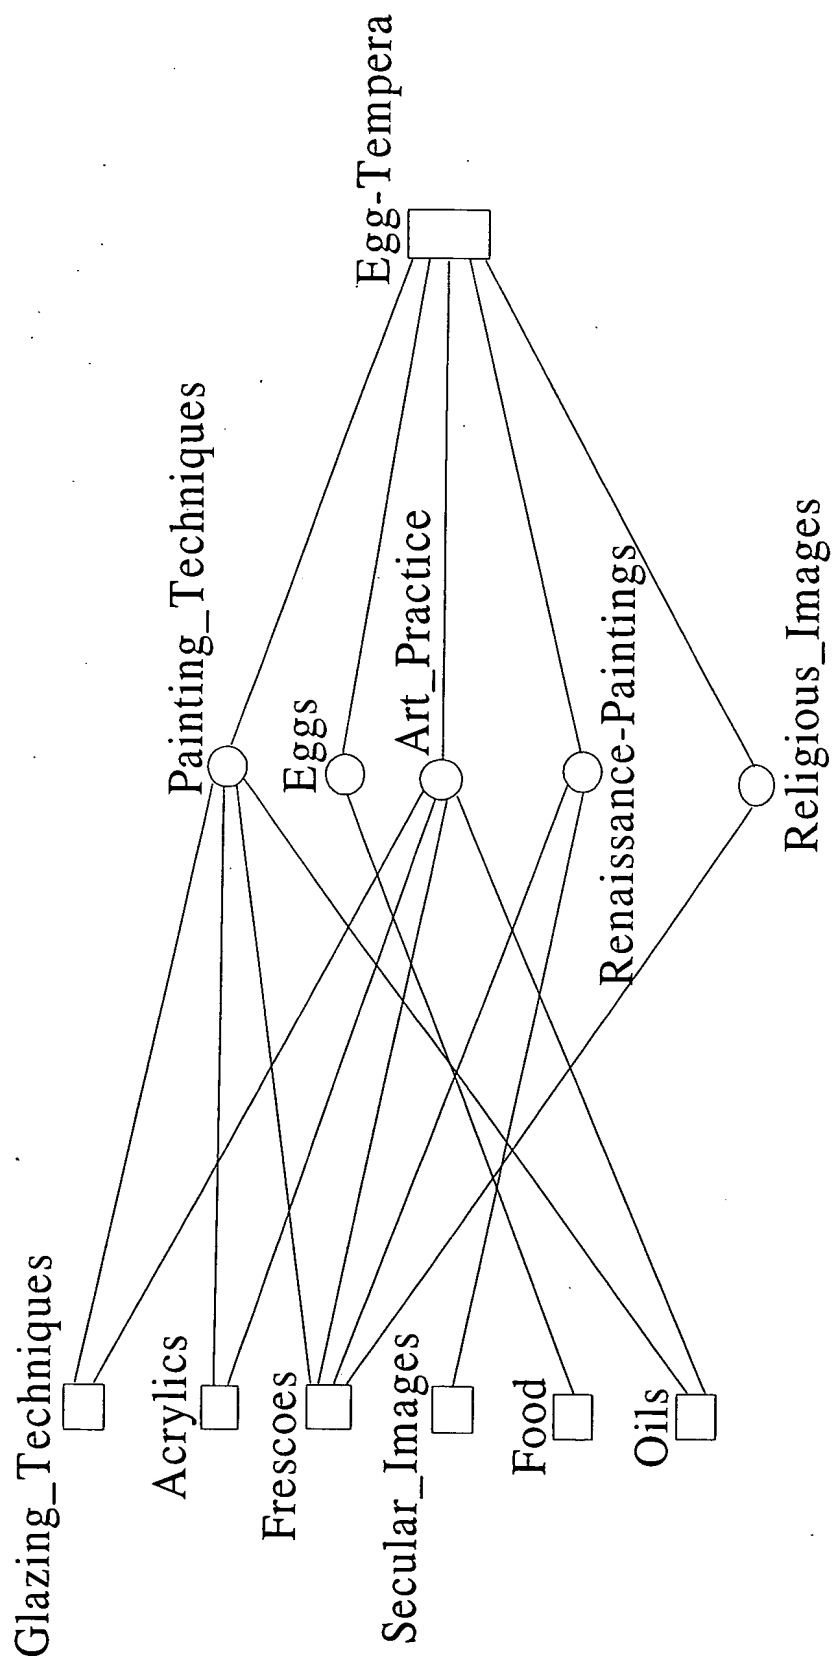 Egg-Tempera
Painting_Techniques
Eggs
Art_Practice
Renaissance-Paintings
Religious_Images
Glazing_Techniques
Acrylics
Frescoes
Secular_Images
Food
Oils